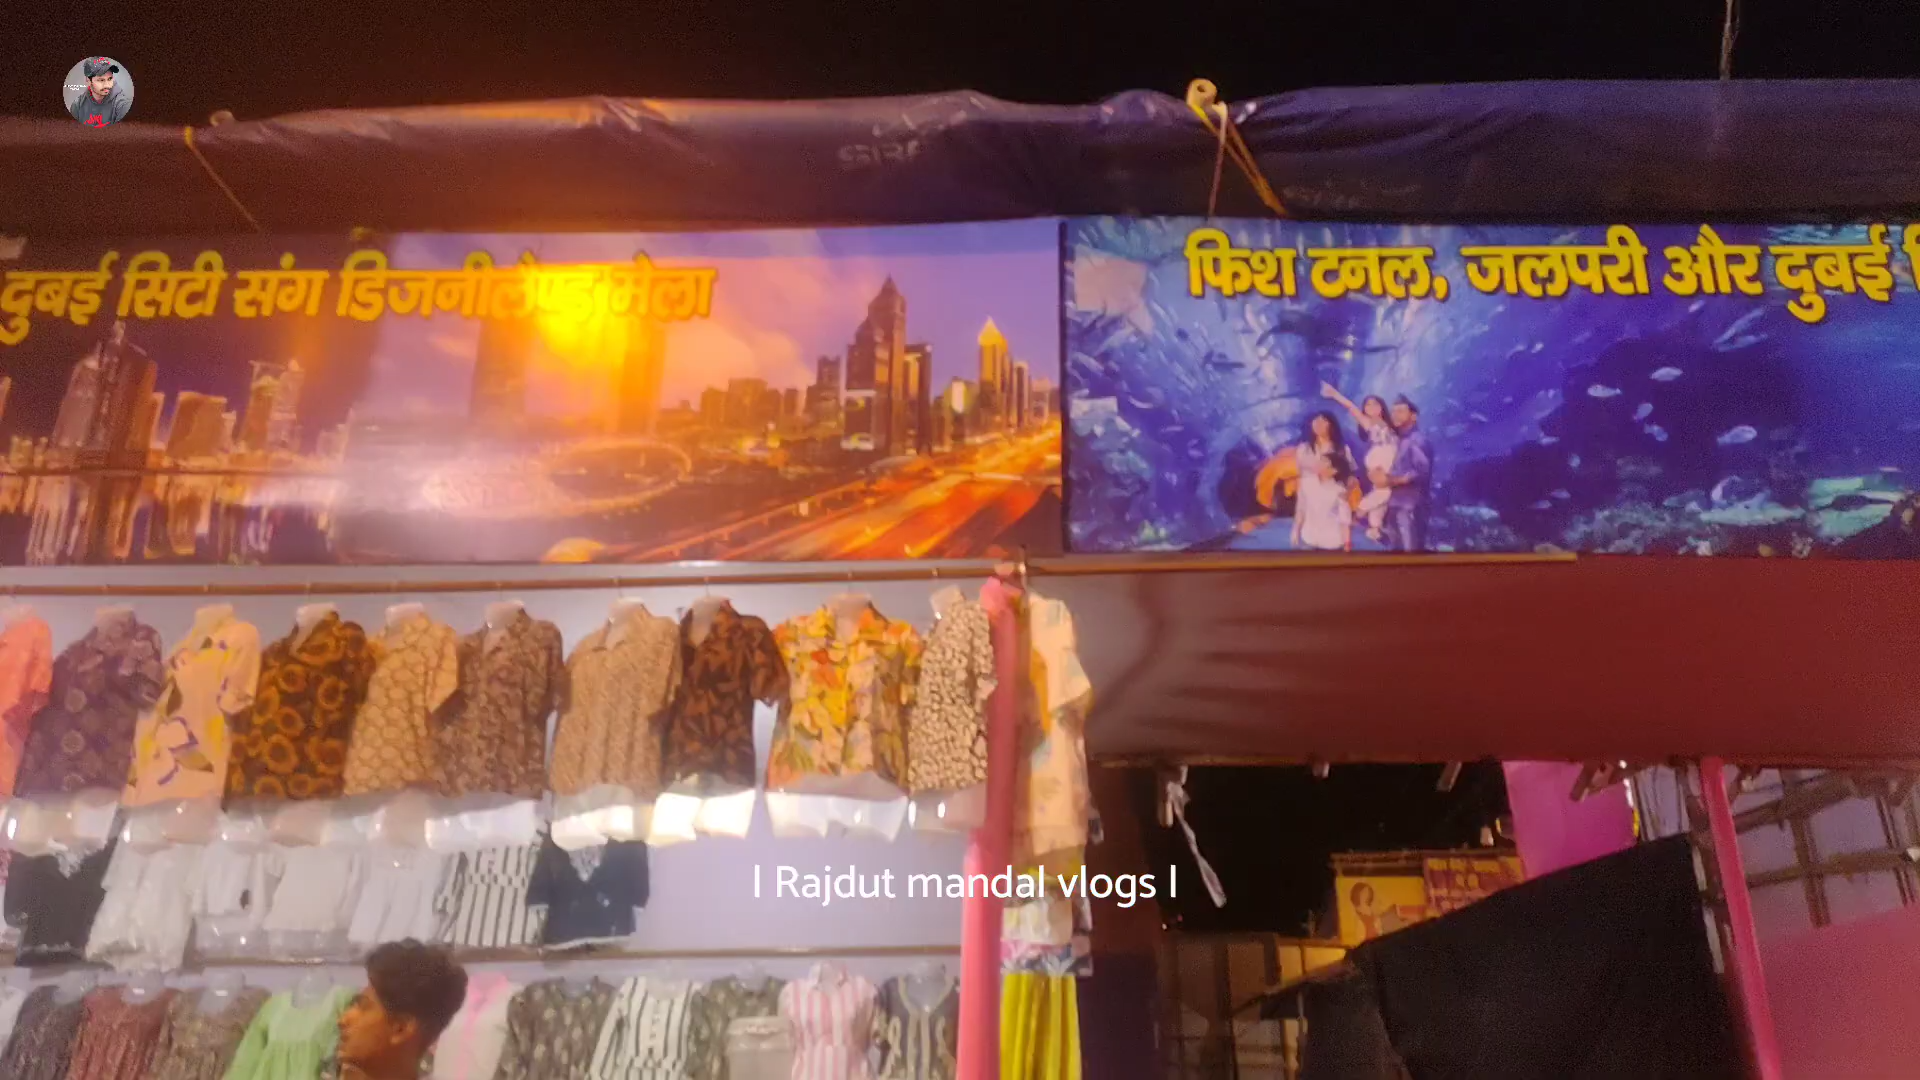 दुबई सिटी संग डिजनीलैण्ड मेला
फिश टनल, जलपरी और दुबई
| Rajdut mandal vlogs |